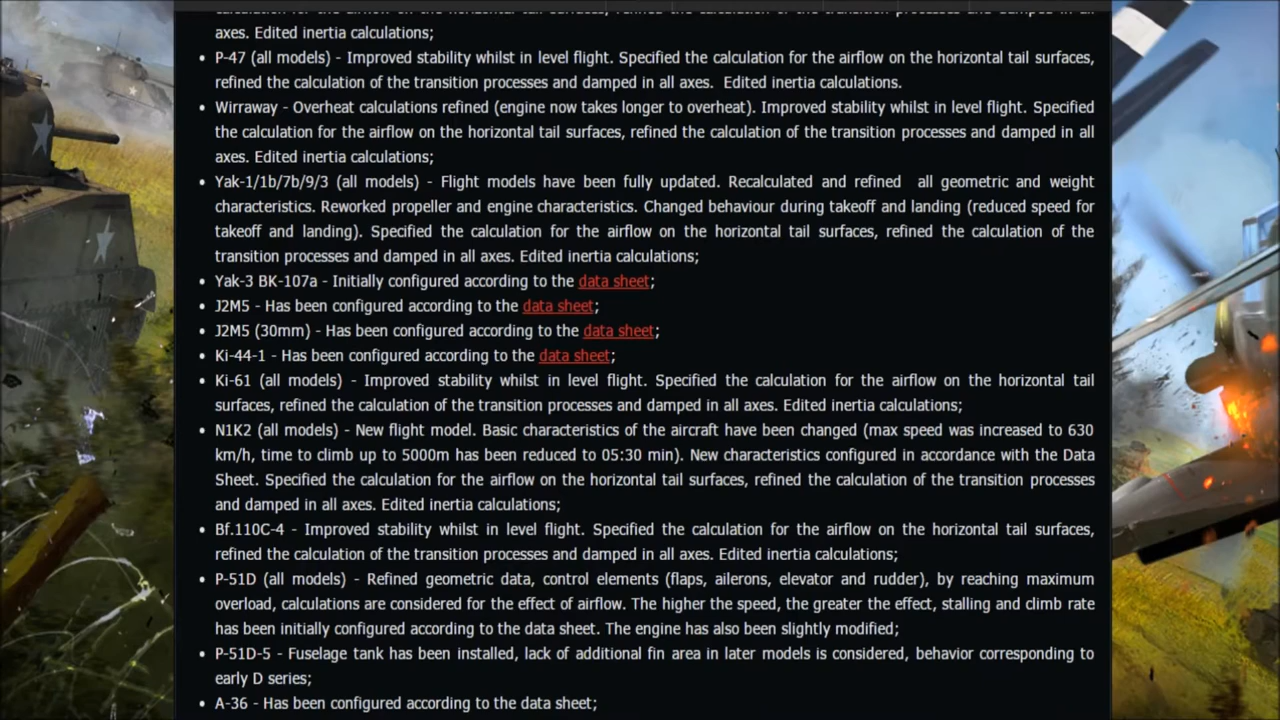 calculation for the airflow on the horizontal tail surfaces, refined the calculation of the transition processes and damped in all
axes. Edited inertia calculations;
• P-47 (all models) - Improved stability whilst in level flight. Specified the calculation for the airflow on the horizontal tail surfaces,
refined the calculation of the transition processes and damped in all axes.  Edited inertia calculations.
• Wirraway - Overheat calculations refined (engine now takes longer to overheat). Improved stability whilst in level flight. Specified
the calculation for the airflow on the horizontal tail surfaces, refined the calculation of the transition processes and damped in all
axes. Edited inertia calculations;
• Yak-1/1b/7b/9/3 (all models) - Flight models have been fully updated. Recalculated and refined  all geometric and weight
characteristics. Reworked propeller and engine characteristics. Changed behaviour during takeoff and landing (reduced speed for
takeoff and landing). Specified the calculation for the airflow on the horizontal tail surfaces, refined the calculation of the
transition processes and damped in all axes. Edited inertia calculations;
• Yak-3 BK-107a - Initially configured according to the data sheet;
• J2M5 - Has been configured according to the data sheet;
• J2M5 (30mm) - Has been configured according to the data sheet;
• Ki-44-1 - Has been configured according to the data sheet;
• Ki-61 (all models) - Improved stability whilst in level flight. Specified the calculation for the airflow on the horizontal tail
surfaces, refined the calculation of the transition processes and damped in all axes. Edited inertia calculations;
• N1K2 (all models) - New flight model. Basic characteristics of the aircraft have been changed (max speed was increased to 630
km/h, time to climb up to 5000m has been reduced to 05:30 min). New characteristics configured in accordance with the Data
Sheet. Specified the calculation for the airflow on the horizontal tail surfaces, refined the calculation of the transition processes
and damped in all axes. Edited inertia calculations;
• Bf.110C-4 - Improved stability whilst in level flight. Specified the calculation for the airflow on the horizontal tail surfaces,
refined the calculation of the transition processes and damped in all axes. Edited inertia calculations;
• P-51D (all models) - Refined geometric data, control elements (flaps, ailerons, elevator and rudder), by reaching maximum
overload, calculations are considered for the effect of airflow. The higher the speed, the greater the effect, stalling and climb rate
has been initially configured according to the data sheet. The engine has also been slightly modified;
• P-51D-5 - Fuselage tank has been installed, lack of additional fin area in later models is considered, behavior corresponding to
early D series;
• A-36 - Has been configured according to the data sheet;